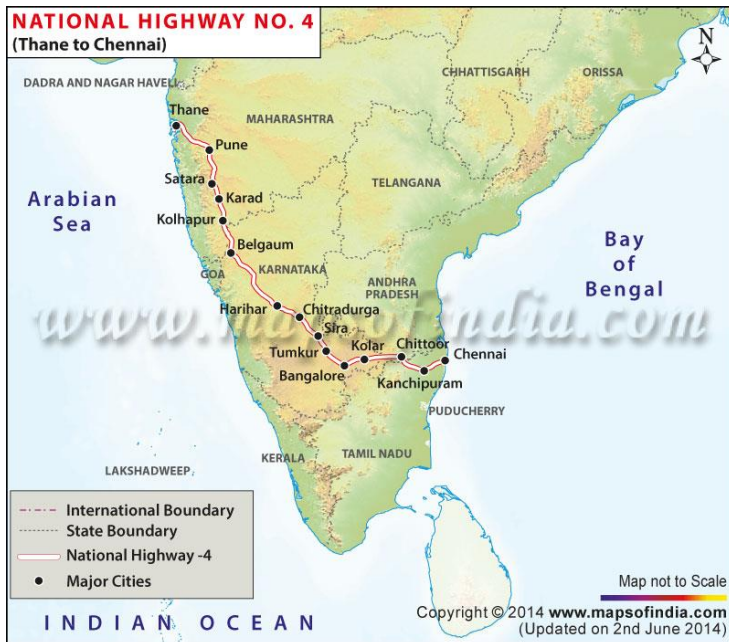 NATIONAL HIGHWAY NO. 4
(Thane to Chennai)
N
DADRA AND NAGAR HAVELI
CHHATTISGARH
ORISSA
Thane
MAHARASHTRA
Pune
Satara
TELANGANA
Karad
Arabian
Sea
Kolhapur
Belgaum
Bay
of
Bengal
GOA
KARNATAKA
ANDHRA
PRADESH
Harihar
Chitradurga
www.mapsofindia.com
Sira
Tumkur
Kolar
Chittoor
Chennai
Bangalore
Kanchipuram
PUDUCHERRY
KERALA
TAMIL NADU
LAKSHADWEEP
International Boundary
State Boundary
National Highway -4
Major Cities
Map not to Scale
INDIAN OCEAN
Copyright © 2014 www.mapsofindia.com
(Updated on 2nd June 2014)